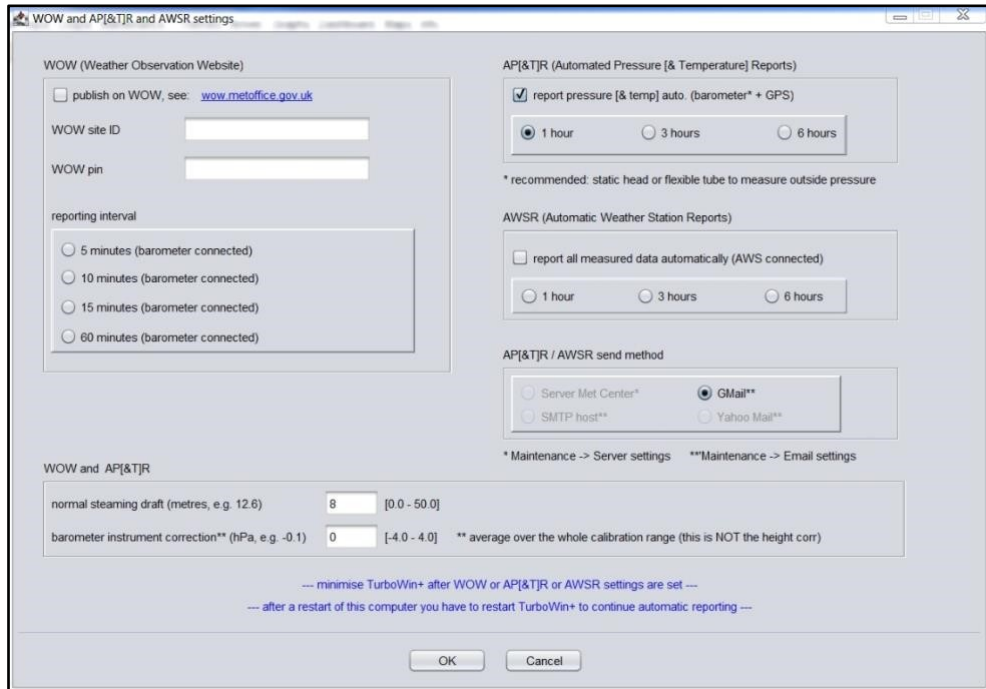 WOW and AP[&T]R and AWSR settings
WOW (Weather Observation Website)
publish on WOW, see: wow.metoffice.gov.uk
WOW site ID
WOW pin
reporting interval
5 minutes (barometer connected)
10 minutes (barometer connected)
15 minutes (barometer connected)
60 minutes (barometer connected)
AP[&T]R (Automated Pressure [& Temperature] Reports)
report pressure [& temp] auto. (barometer* + GPS)
1 hour 3 hours 6 hours
* recommended: static head or flexible tube to measure outside pressure
AWSR (Automatic Weather Station Reports)
report all measured data automatically (AWS connected)
1 hour 3 hours 6 hours
AP[&T]R / AWSR send method
Server Met Center* GMail**
SMTP host** Yahoo Mail**
* Maintenance -> Server settings **Maintenance -> Email settings
WOW and AP[&T]R
normal steaming draft (metres, e.g. 12.6) 8 [0.0 - 50.0]
barometer instrument correction** (hPa, e.g. -0.1) 0 [-4.0 - 4.0] ** average over the whole calibration range (this is NOT the height corr)
--- minimise TurboWin+ after WOW or AP[&T]R or AWSR settings are set ---
--- after a restart of this computer you have to restart TurboWin+ to continue automatic reporting ---
OK Cancel